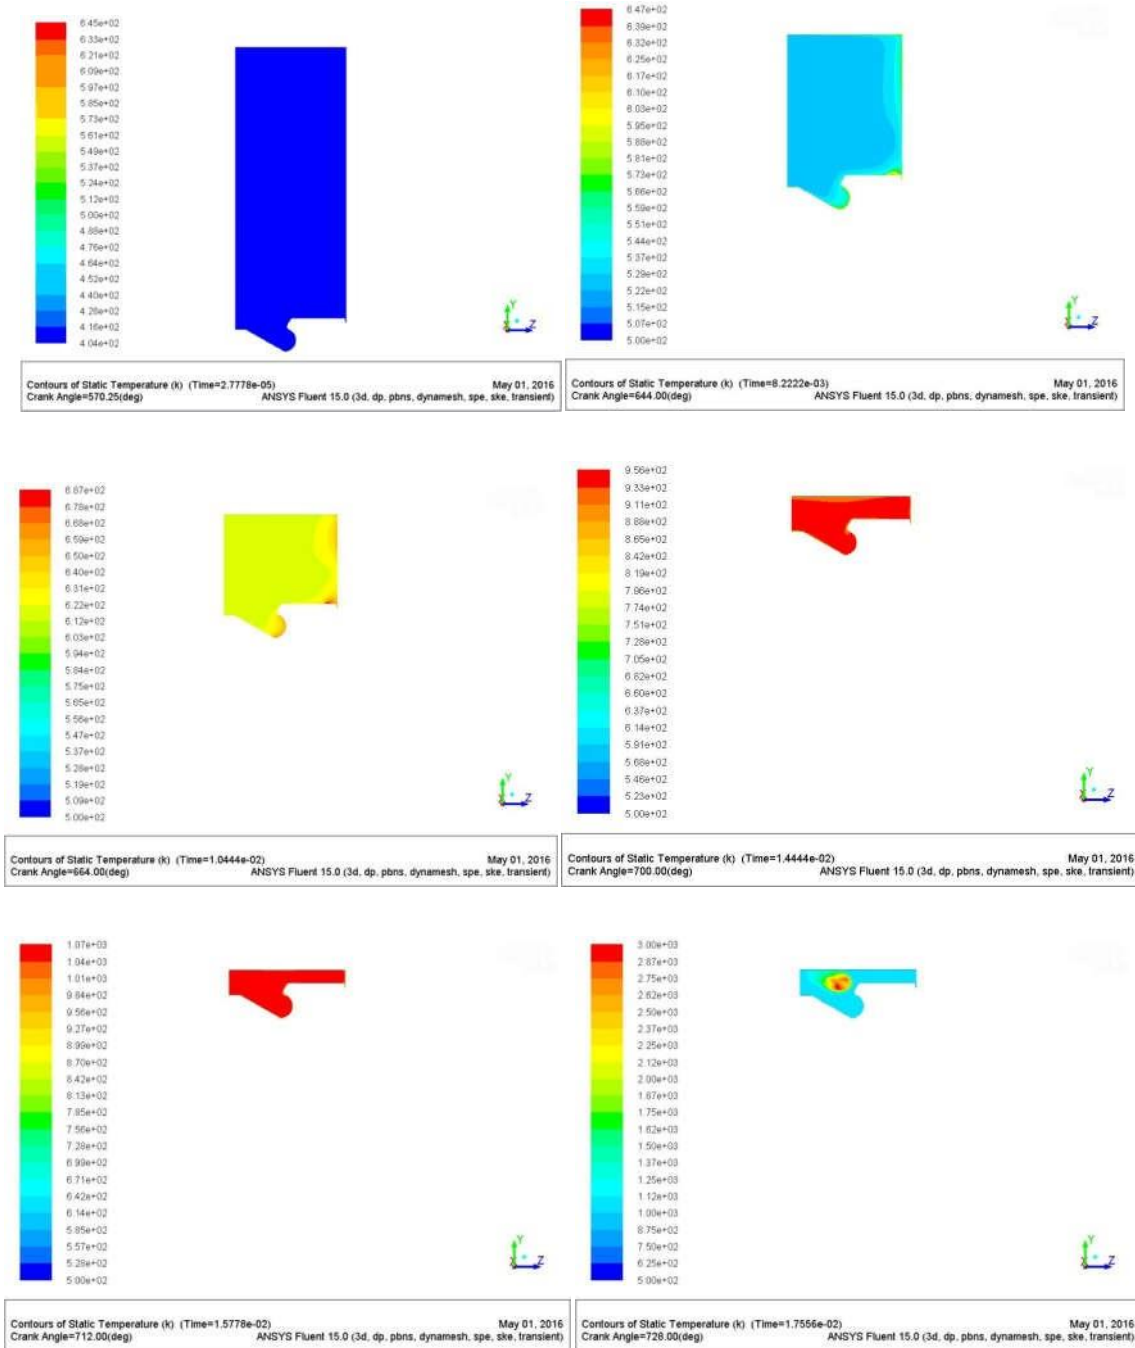 6.45e+02
6.33e+02
6.21e+02
6.09e+02
5.97e+02
5.85e+02
5.73e+02
5.61e+02
5.49e+02
5.37e+02
5.24e+02
5.12e+02
5.00e+02
4.88e+02
4.76e+02
4.64e+02
4.52e+02
4.40e+02
4.28e+02
4.16e+02
4.04e+02
Y
X Z
Contours of Static Temperature (k) (Time=2.7778e-05) May 01, 2016
Crank Angle=570.25(deg) ANSYS Fluent 15.0 (3d, dp, pbns, dynamesh, spe, ske, transient)
6.47e+02
6.39e+02
6.32e+02
6.25e+02
6.17e+02
6.10e+02
6.03e+02
5.95e+02
5.88e+02
5.81e+02
5.73e+02
5.66e+02
5.59e+02
5.51e+02
5.44e+02
5.37e+02
5.29e+02
5.22e+02
5.15e+02
5.07e+02
5.00e+02
Y
X Z
Contours of Static Temperature (k) (Time=8.2222e-03) May 01, 2016
Crank Angle=644.00(deg) ANSYS Fluent 15.0 (3d, dp, pbns, dynamesh, spe, ske, transient)
6.87e+02
6.78e+02
6.68e+02
6.59e+02
6.50e+02
6.40e+02
6.31e+02
6.22e+02
6.12e+02
6.03e+02
5.94e+02
5.84e+02
5.75e+02
5.65e+02
5.56e+02
5.47e+02
5.37e+02
5.28e+02
5.19e+02
5.09e+02
5.00e+02
Y
X Z
Contours of Static Temperature (k) (Time=1.0444e-02) May 01, 2016
Crank Angle=664.00(deg) ANSYS Fluent 15.0 (3d, dp, pbns, dynamesh, spe, ske, transient)
9.56e+02
9.33e+02
9.11e+02
8.88e+02
8.65e+02
8.42e+02
8.19e+02
7.96e+02
7.74e+02
7.51e+02
7.28e+02
7.05e+02
6.82e+02
6.60e+02
6.37e+02
6.14e+02
5.91e+02
5.68e+02
5.46e+02
5.23e+02
5.00e+02
Y
X Z
Contours of Static Temperature (k) (Time=1.4444e-02) May 01, 2016
Crank Angle=700.00(deg) ANSYS Fluent 15.0 (3d, dp, pbns, dynamesh, spe, ske, transient)
1.07e+03
1.04e+03
1.01e+03
9.84e+02
9.56e+02
9.27e+02
8.99e+02
8.70e+02
8.42e+02
8.13e+02
7.85e+02
7.56e+02
7.28e+02
6.99e+02
6.71e+02
6.42e+02
6.14e+02
5.85e+02
5.57e+02
5.28e+02
5.00e+02
Y
X Z
Contours of Static Temperature (k) (Time=1.5778e-02) May 01, 2016
Crank Angle=712.00(deg) ANSYS Fluent 15.0 (3d, dp, pbns, dynamesh, spe, ske, transient)
3.00e+03
2.87e+03
2.75e+03
2.62e+03
2.50e+03
2.37e+03
2.25e+03
2.12e+03
2.00e+03
1.87e+03
1.75e+03
1.62e+03
1.50e+03
1.37e+03
1.25e+03
1.12e+03
1.00e+03
8.75e+02
7.50e+02
6.25e+02
5.00e+02
Y
X Z
Contours of Static Temperature (k) (Time=1.7556e-02) May 01, 2016
Crank Angle=728.00(deg) ANSYS Fluent 15.0 (3d, dp, pbns, dynamesh, spe, ske, transient)